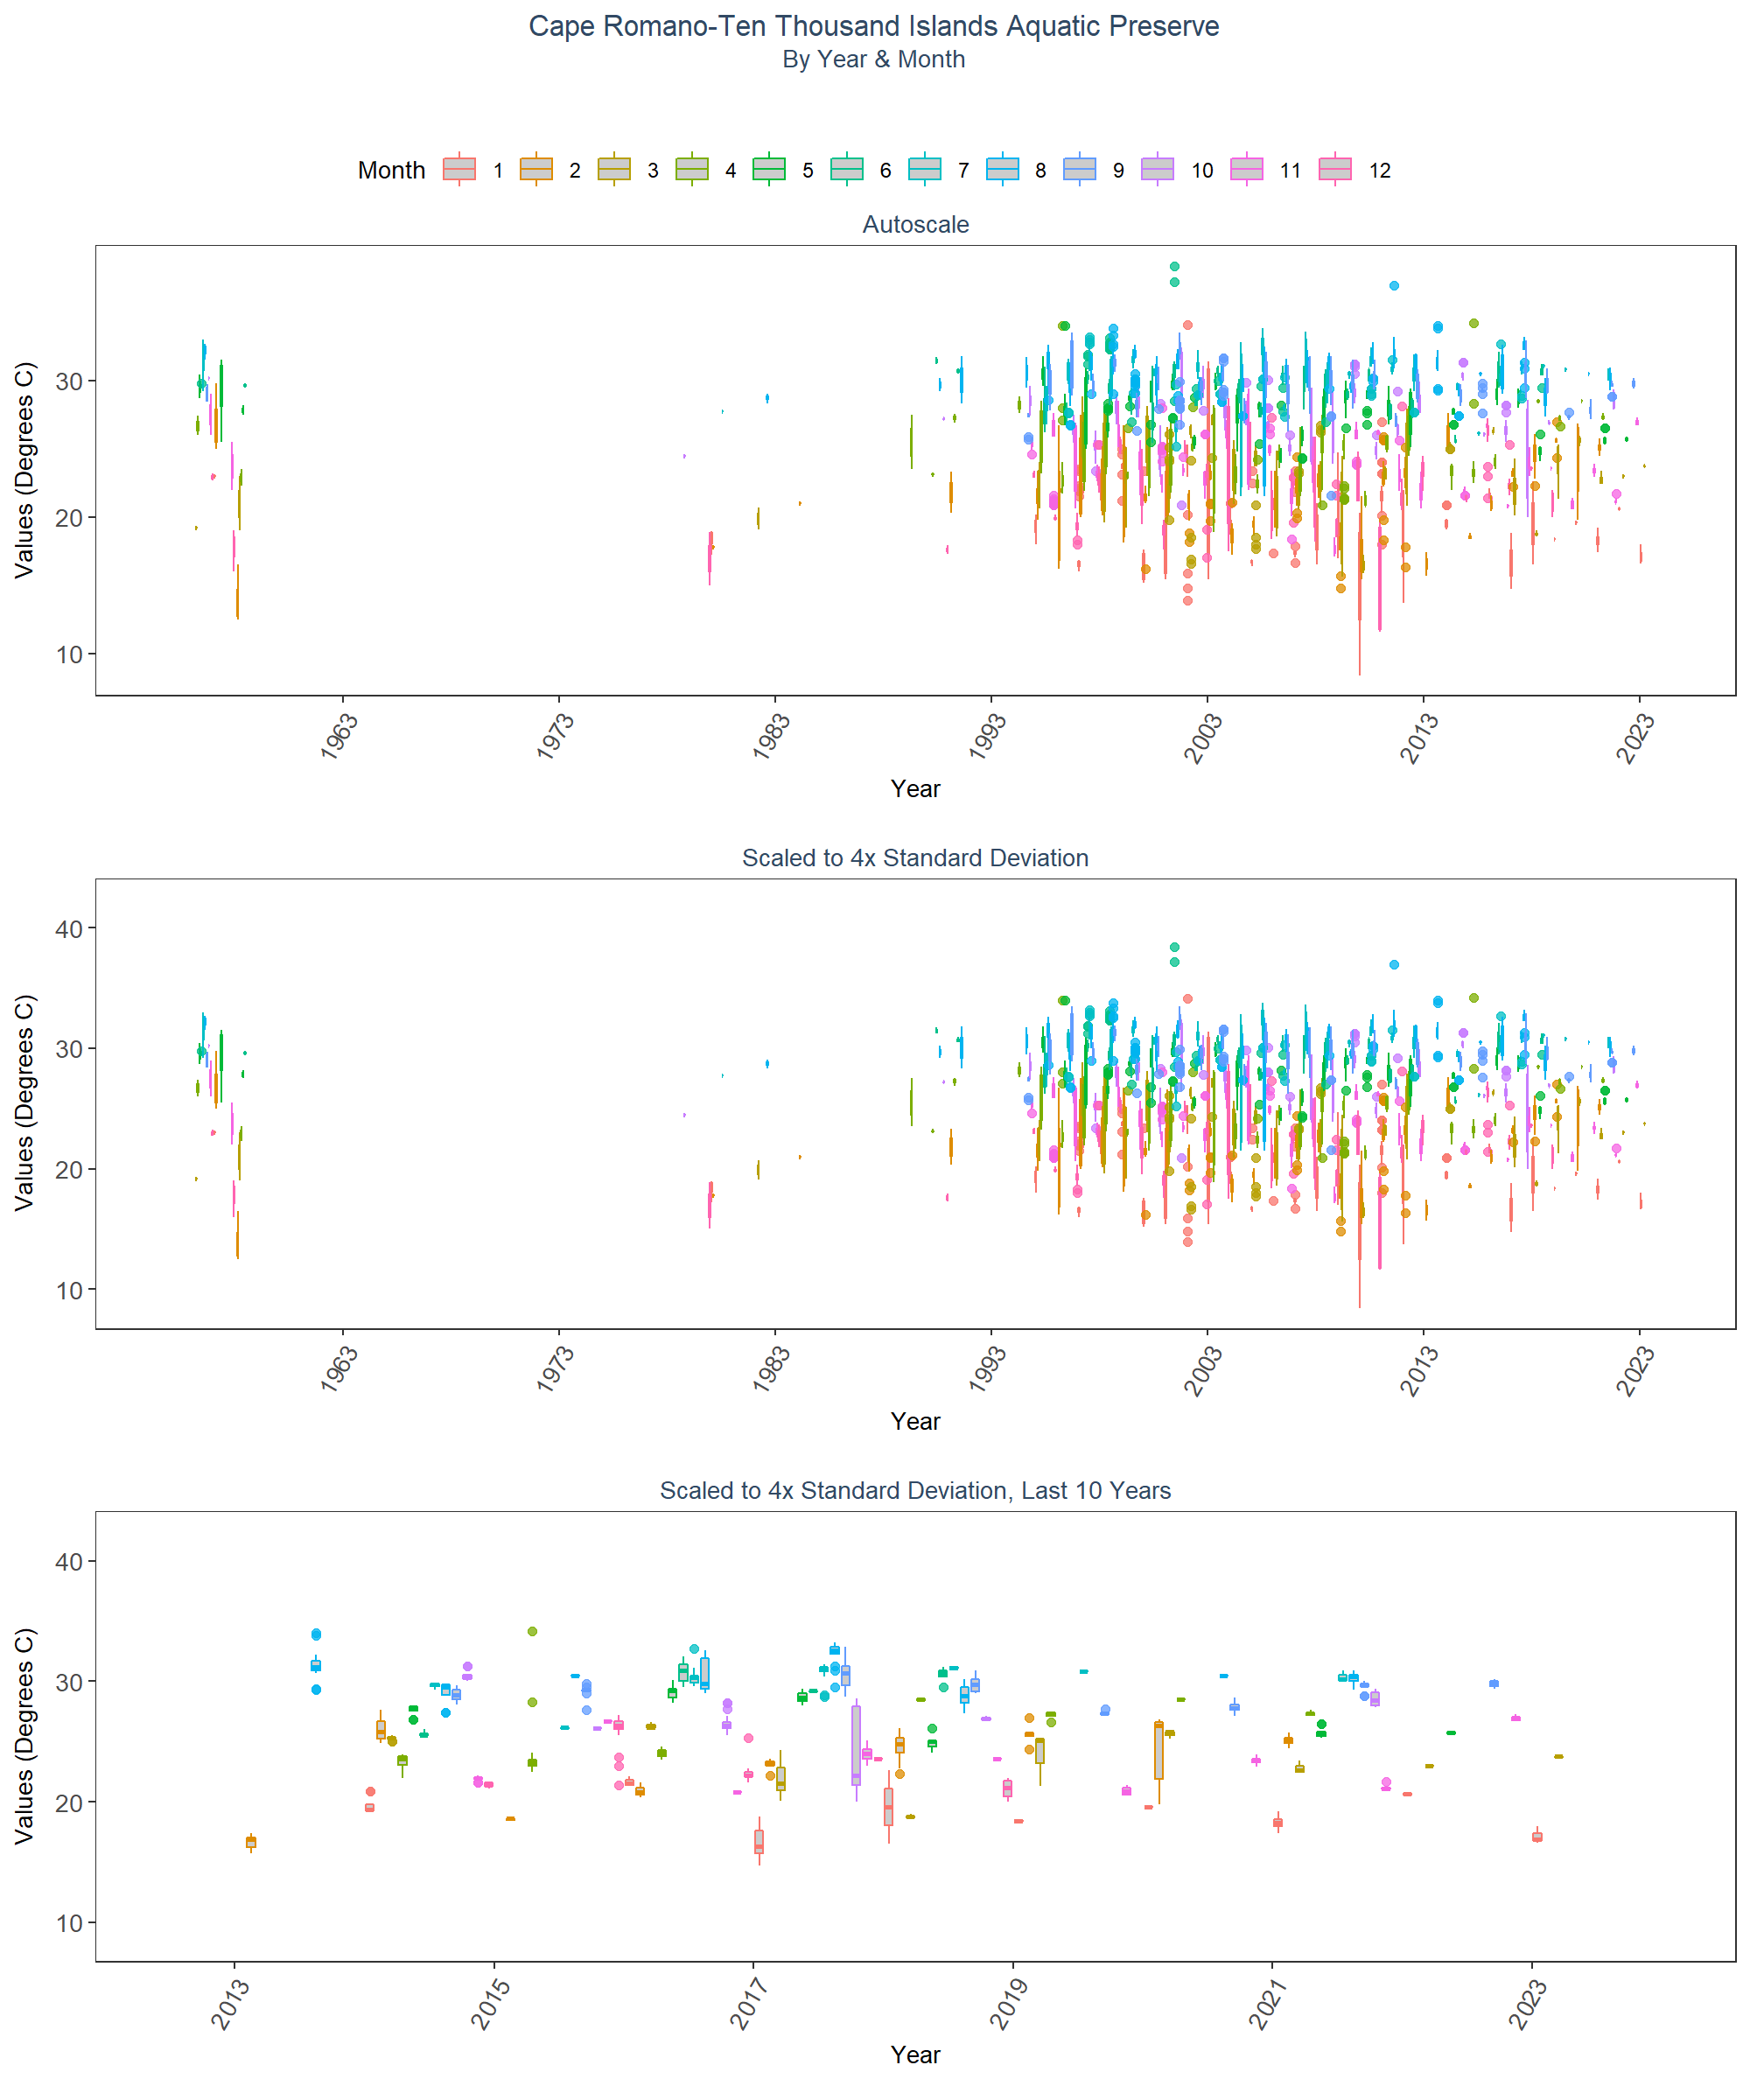 Cape Romano-Ten Thousand Islands Aquatic Preserve
By Year & Month
Month 1 2 3 4 5 6 7 8 9 10 11 12
Autoscale
Values (Degrees C)
30
20
10
1963 1973 1983 1993 2003 2013 2023
Year
Scaled to 4x Standard Deviation
Values (Degrees C)
40
30
20
10
1963 1973 1983 1993 2003 2013 2023
Year
Scaled to 4x Standard Deviation, Last 10 Years
Values (Degrees C)
40
30
20
10
2013 2015 2017 2019 2021 2023
Year